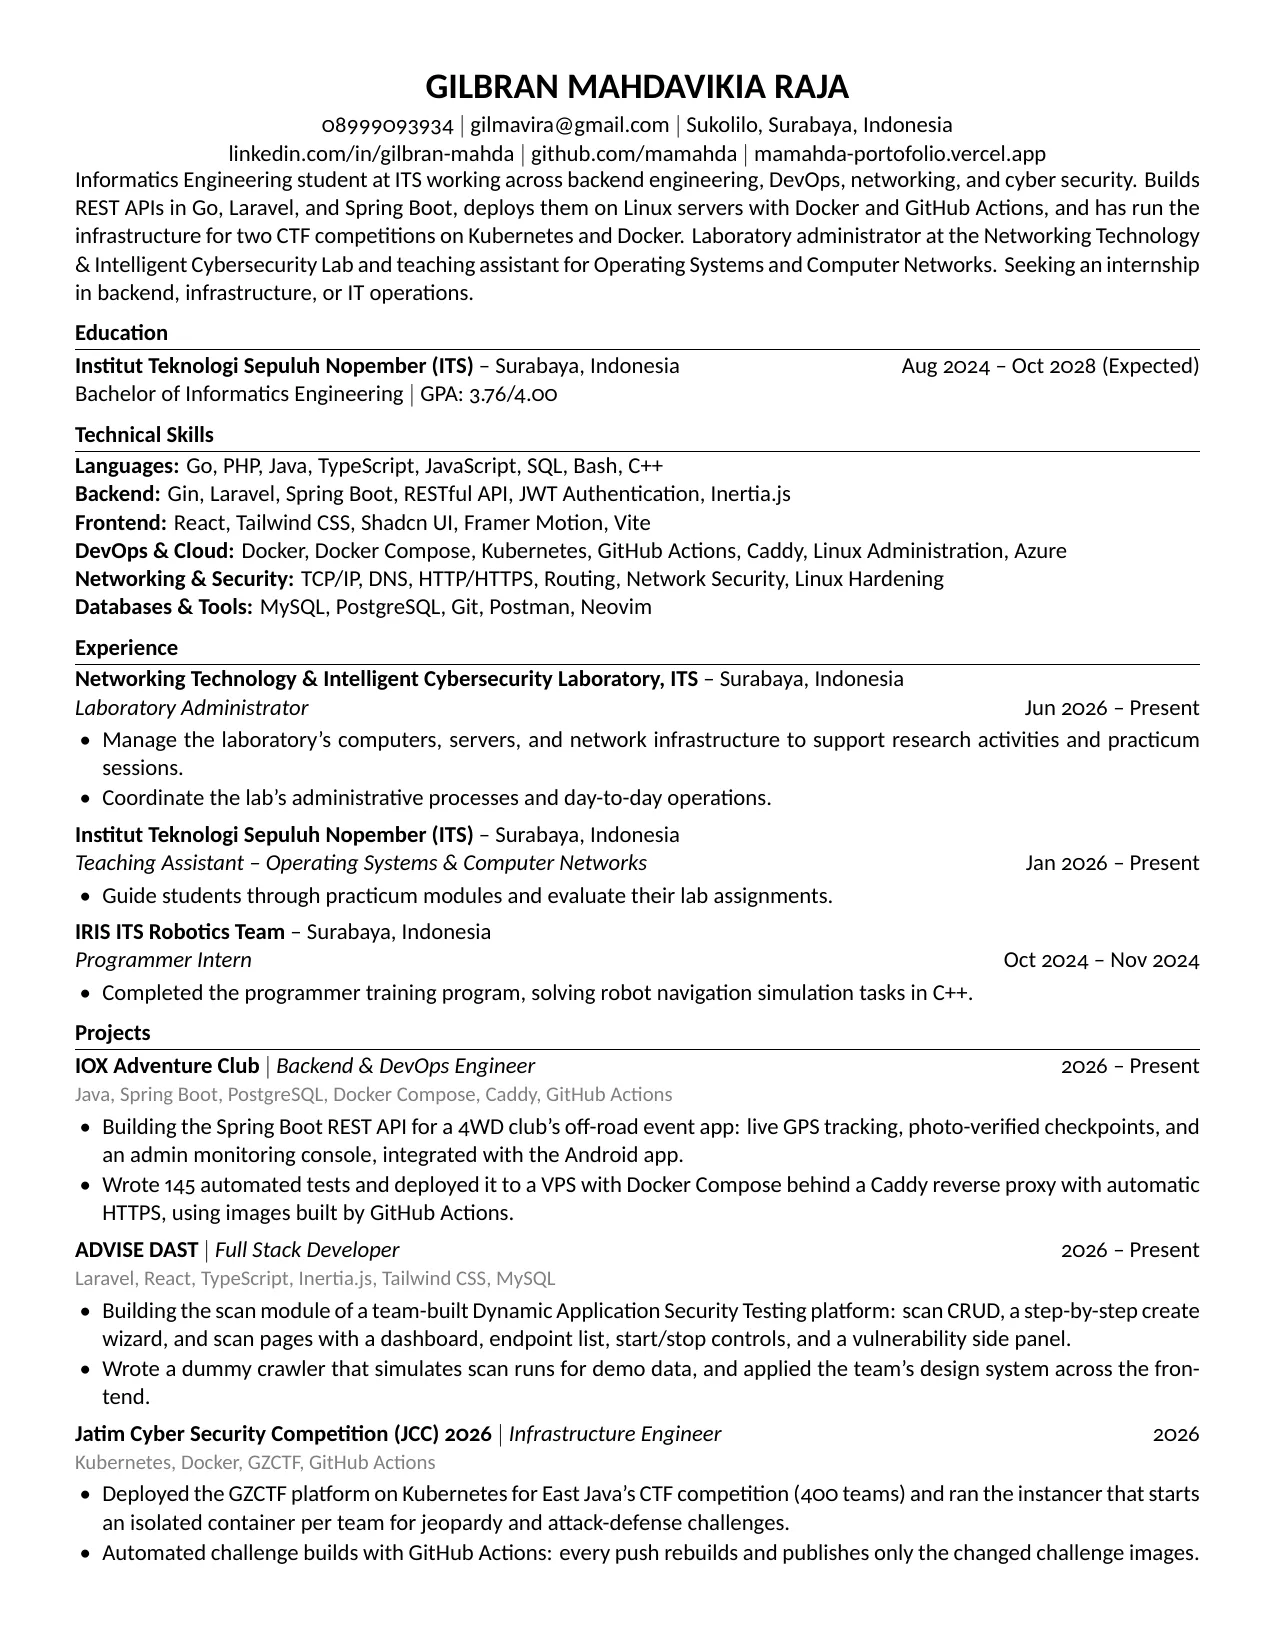 GILBRAN MAHDAVIKIA RAJA
08999093934 | gilmavira@gmail.com | Sukolilo, Surabaya, Indonesia
linkedin.com/in/gilbran-mahda | github.com/mamahda | mamahda-portofolio.vercel.app
Informatics Engineering student at ITS working across backend engineering, DevOps, networking, and cyber security. Builds
REST APIs in Go, Laravel, and Spring Boot, deploys them on Linux servers with Docker and GitHub Actions, and has run the
infrastructure for two CTF competitions on Kubernetes and Docker. Laboratory administrator at the Networking Technology
& Intelligent Cybersecurity Lab and teaching assistant for Operating Systems and Computer Networks. Seeking an internship
in backend, infrastructure, or IT operations.
Education
Institut Teknologi Sepuluh Nopember (ITS) – Surabaya, Indonesia Aug 2024 – Oct 2028 (Expected)
Bachelor of Informatics Engineering | GPA: 3.76/4.00
Technical Skills
Languages: Go, PHP, Java, TypeScript, JavaScript, SQL, Bash, C++
Backend: Gin, Laravel, Spring Boot, RESTful API, JWT Authentication, Inertia.js
Frontend: React, Tailwind CSS, Shadcn UI, Framer Motion, Vite
DevOps & Cloud: Docker, Docker Compose, Kubernetes, GitHub Actions, Caddy, Linux Administration, Azure
Networking & Security: TCP/IP, DNS, HTTP/HTTPS, Routing, Network Security, Linux Hardening
Databases & Tools: MySQL, PostgreSQL, Git, Postman, Neovim
Experience
Networking Technology & Intelligent Cybersecurity Laboratory, ITS – Surabaya, Indonesia
Laboratory Administrator Jun 2026 – Present
• Manage the laboratory's computers, servers, and network infrastructure to support research activities and practicum
sessions.
• Coordinate the lab's administrative processes and day-to-day operations.
Institut Teknologi Sepuluh Nopember (ITS) – Surabaya, Indonesia
Teaching Assistant – Operating Systems & Computer Networks Jan 2026 – Present
• Guide students through practicum modules and evaluate their lab assignments.
IRIS ITS Robotics Team – Surabaya, Indonesia
Programmer Intern Oct 2024 – Nov 2024
• Completed the programmer training program, solving robot navigation simulation tasks in C++.
Projects
IOX Adventure Club | Backend & DevOps Engineer 2026 – Present
Java, Spring Boot, PostgreSQL, Docker Compose, Caddy, GitHub Actions
• Building the Spring Boot REST API for a 4WD club's off-road event app: live GPS tracking, photo-verified checkpoints, and
an admin monitoring console, integrated with the Android app.
• Wrote 145 automated tests and deployed it to a VPS with Docker Compose behind a Caddy reverse proxy with automatic
HTTPS, using images built by GitHub Actions.
ADVISE DAST | Full Stack Developer 2026 – Present
Laravel, React, TypeScript, Inertia.js, Tailwind CSS, MySQL
• Building the scan module of a team-built Dynamic Application Security Testing platform: scan CRUD, a step-by-step create
wizard, and scan pages with a dashboard, endpoint list, start/stop controls, and a vulnerability side panel.
• Wrote a dummy crawler that simulates scan runs for demo data, and applied the team's design system across the fron-
tend.
Jatim Cyber Security Competition (JCC) 2026 | Infrastructure Engineer 2026
Kubernetes, Docker, GZCTF, GitHub Actions
• Deployed the GZCTF platform on Kubernetes for East Java's CTF competition (400 teams) and ran the instancer that starts
an isolated container per team for jeopardy and attack-defense challenges.
• Automated challenge builds with GitHub Actions: every push rebuilds and publishes only the changed challenge images.